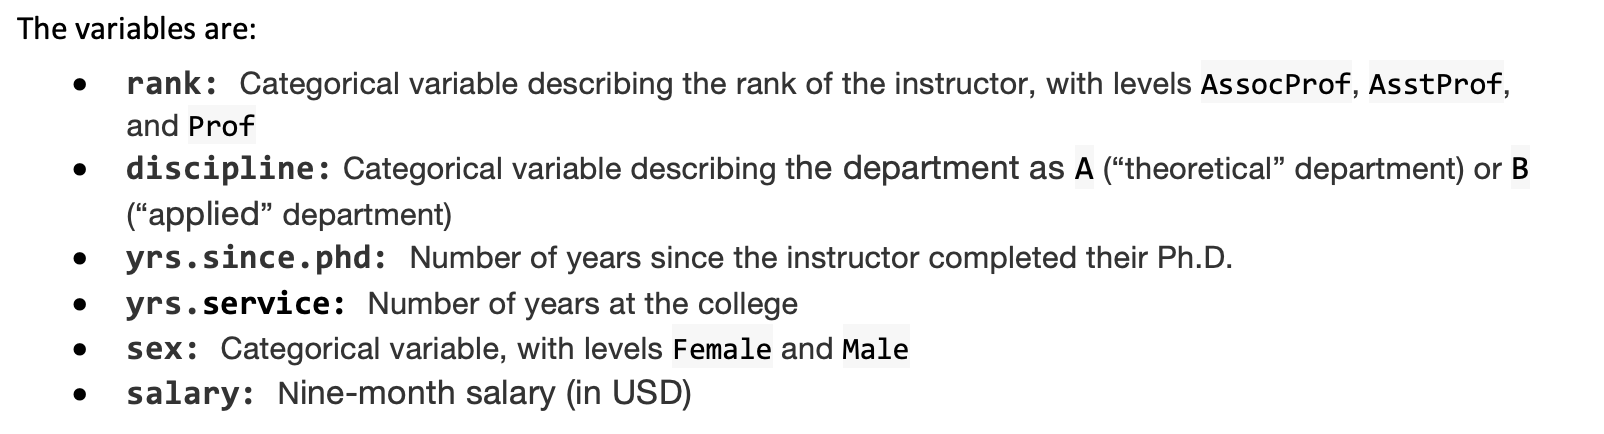 The variables are:
• rank: Categorical variable describing the rank of the instructor, with levels AssocProf, AsstProf,
and Prof
• discipline: Categorical variable describing the department as A (“theoretical” department) or B
(“applied” department)
• yrs.since.phd: Number of years since the instructor completed their Ph.D.
• yrs.service: Number of years at the college
• sex: Categorical variable, with levels Female and Male
• salary: Nine-month salary (in USD)